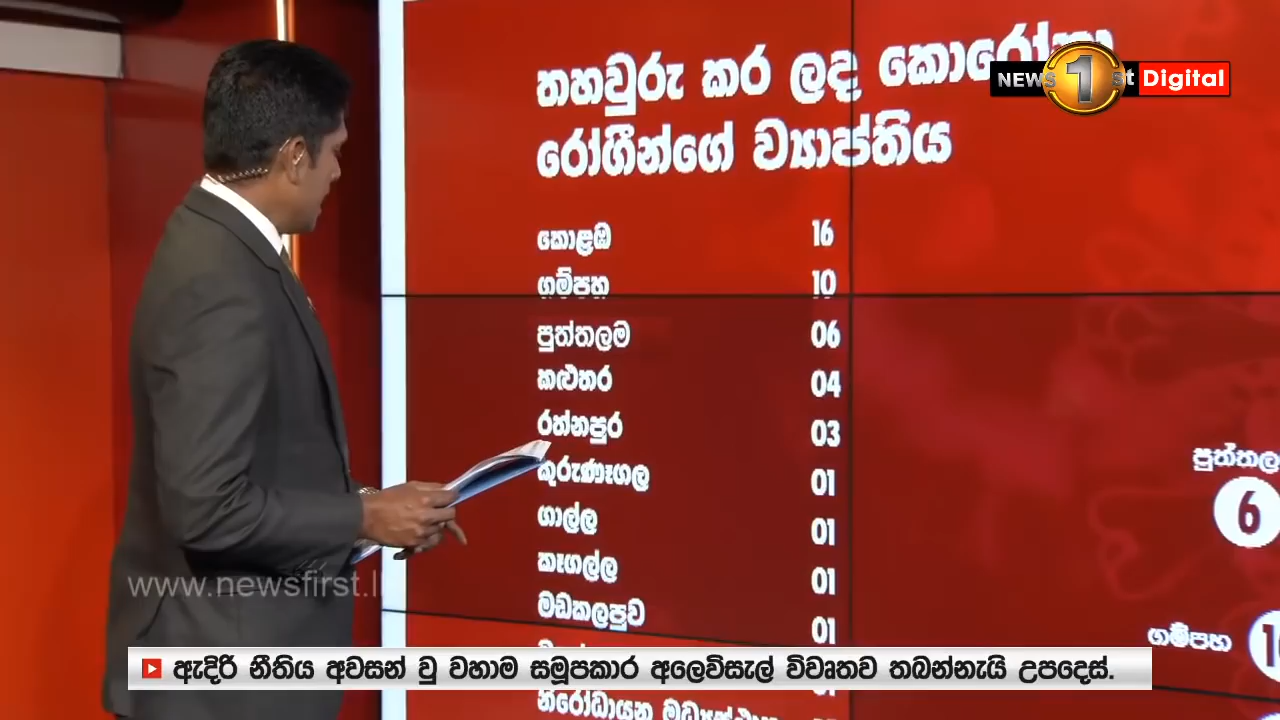 තහවුරු කර ලද
NEWS 1st Digital
රෝගීන්ගේ ව්‍යාප්තිය
කොළඹ 16
ගම්පහ 10
පුත්තලම 06
කළුතර 04
රත්නපුර 03
කුරුණෑගල 01
ගාල්ල 01
කෑගල්ල 01
මඩකලපුව 01
පුත්තල
6
ගම්පහ
www.newsfirst.l
ඇදිරි නීතිය අවසන් වු වහාම සමූපකාර අලෙවිසැල් විවෘතව තබන්නැයි උපදෙස්.